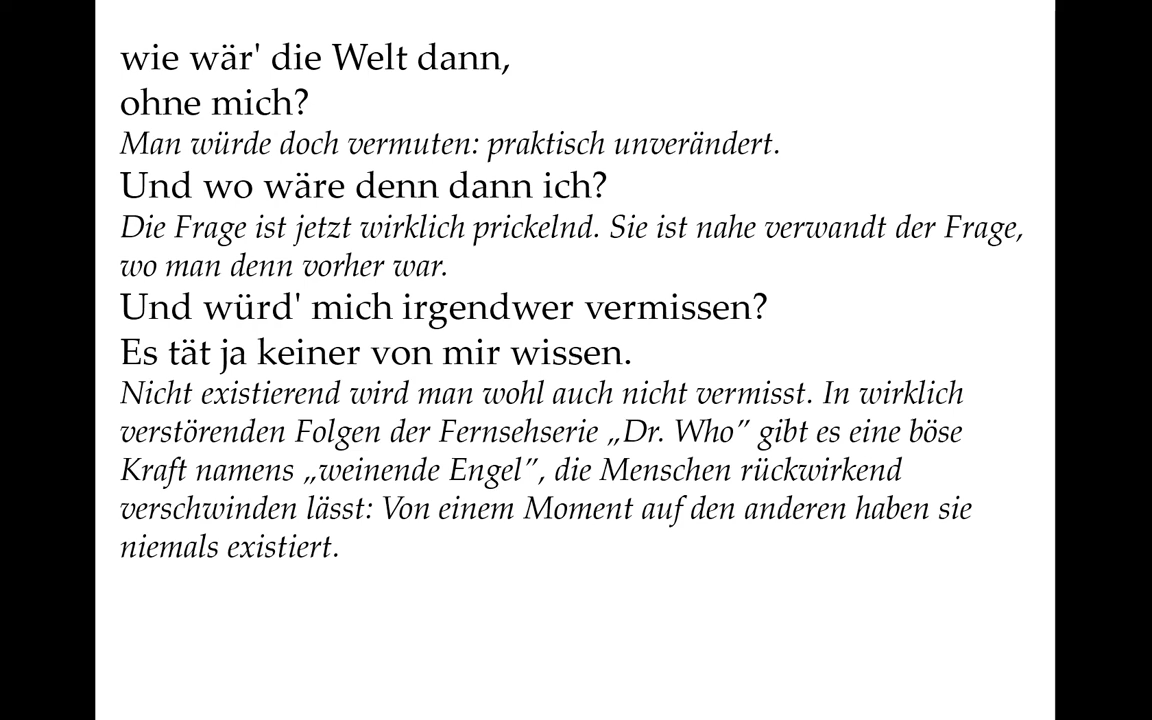 wie wär' die Welt dann,
ohne mich?
Man würde doch vermuten: praktisch unverändert.
Und wo wäre denn dann ich?
Die Frage ist jetzt wirklich prickelnd. Sie ist nahe verwandt der Frage,
wo man denn vorher war.
Und würd' mich irgendwer vermissen?
Es tät ja keiner von mir wissen.
Nicht existierend wird man wohl auch nicht vermisst. In wirklich
verstörenden Folgen der Fernsehserie „Dr. Who” gibt es eine böse
Kraft namens „weinende Engel”, die Menschen rückwirkend
verschwinden lässt: Von einem Moment auf den anderen haben sie
niemals existiert.